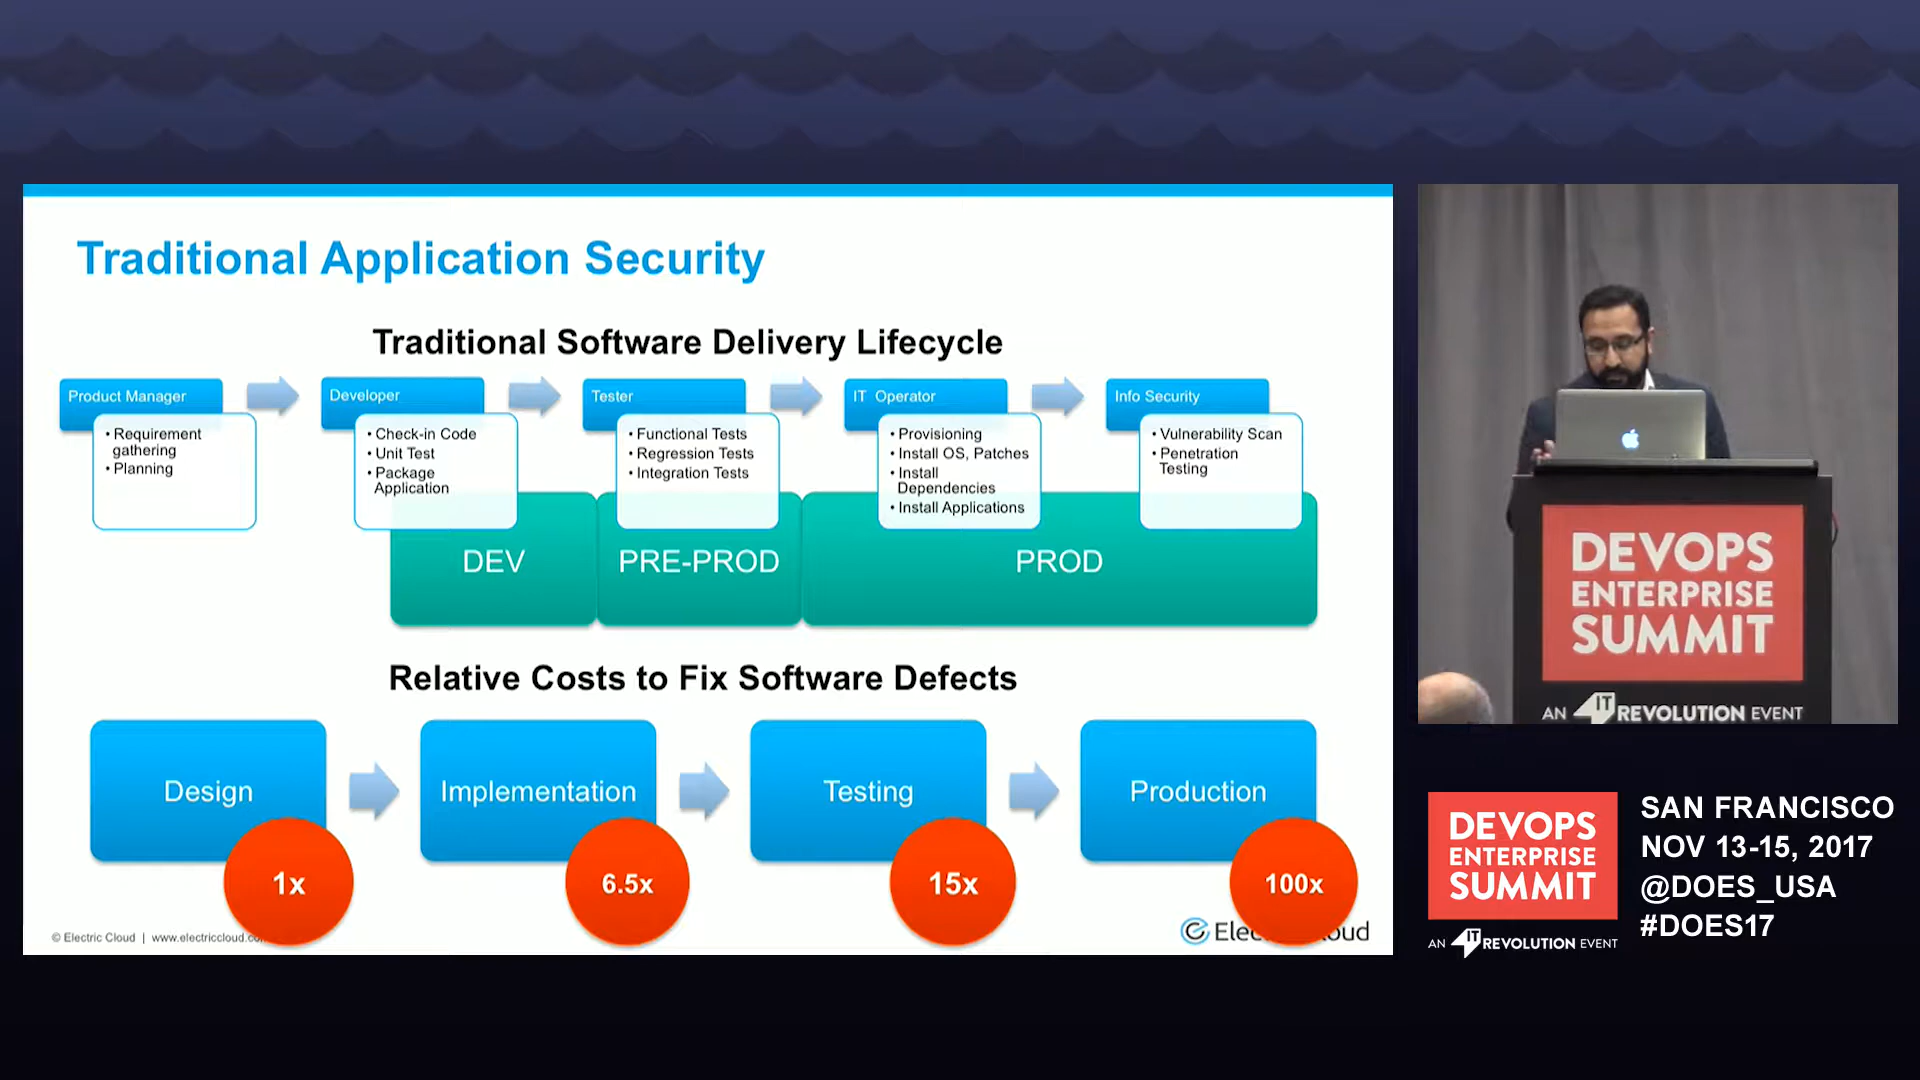 Traditional Application Security
Traditional Software Delivery Lifecycle
Product Manager
• Requirement
gathering
• Planning
Developer
• Check-in Code
• Unit Test
• Package
Application
Tester
• Functional Tests
• Regression Tests
• Integration Tests
IT Operator
• Provisioning
• Install OS, Patches
• Install
Dependencies
• Install Applications
Info Security
• Vulnerability Scan
• Penetration
Testing
DEV
PRE-PROD
PROD
Relative Costs to Fix Software Defects
Design
Implementation
Testing
Production
1x
6.5x
15x
100x
© Electric Cloud | www.electriccloud.co
DEVOPS
ENTERPRISE
SUMMIT
AN IT REVOLUTION EVENT
DEVOPS
ENTERPRISE
SUMMIT
AN IT REVOLUTION EVENT
SAN FRANCISCO
NOV 13-15, 2017
@DOES_USA
#DOES17